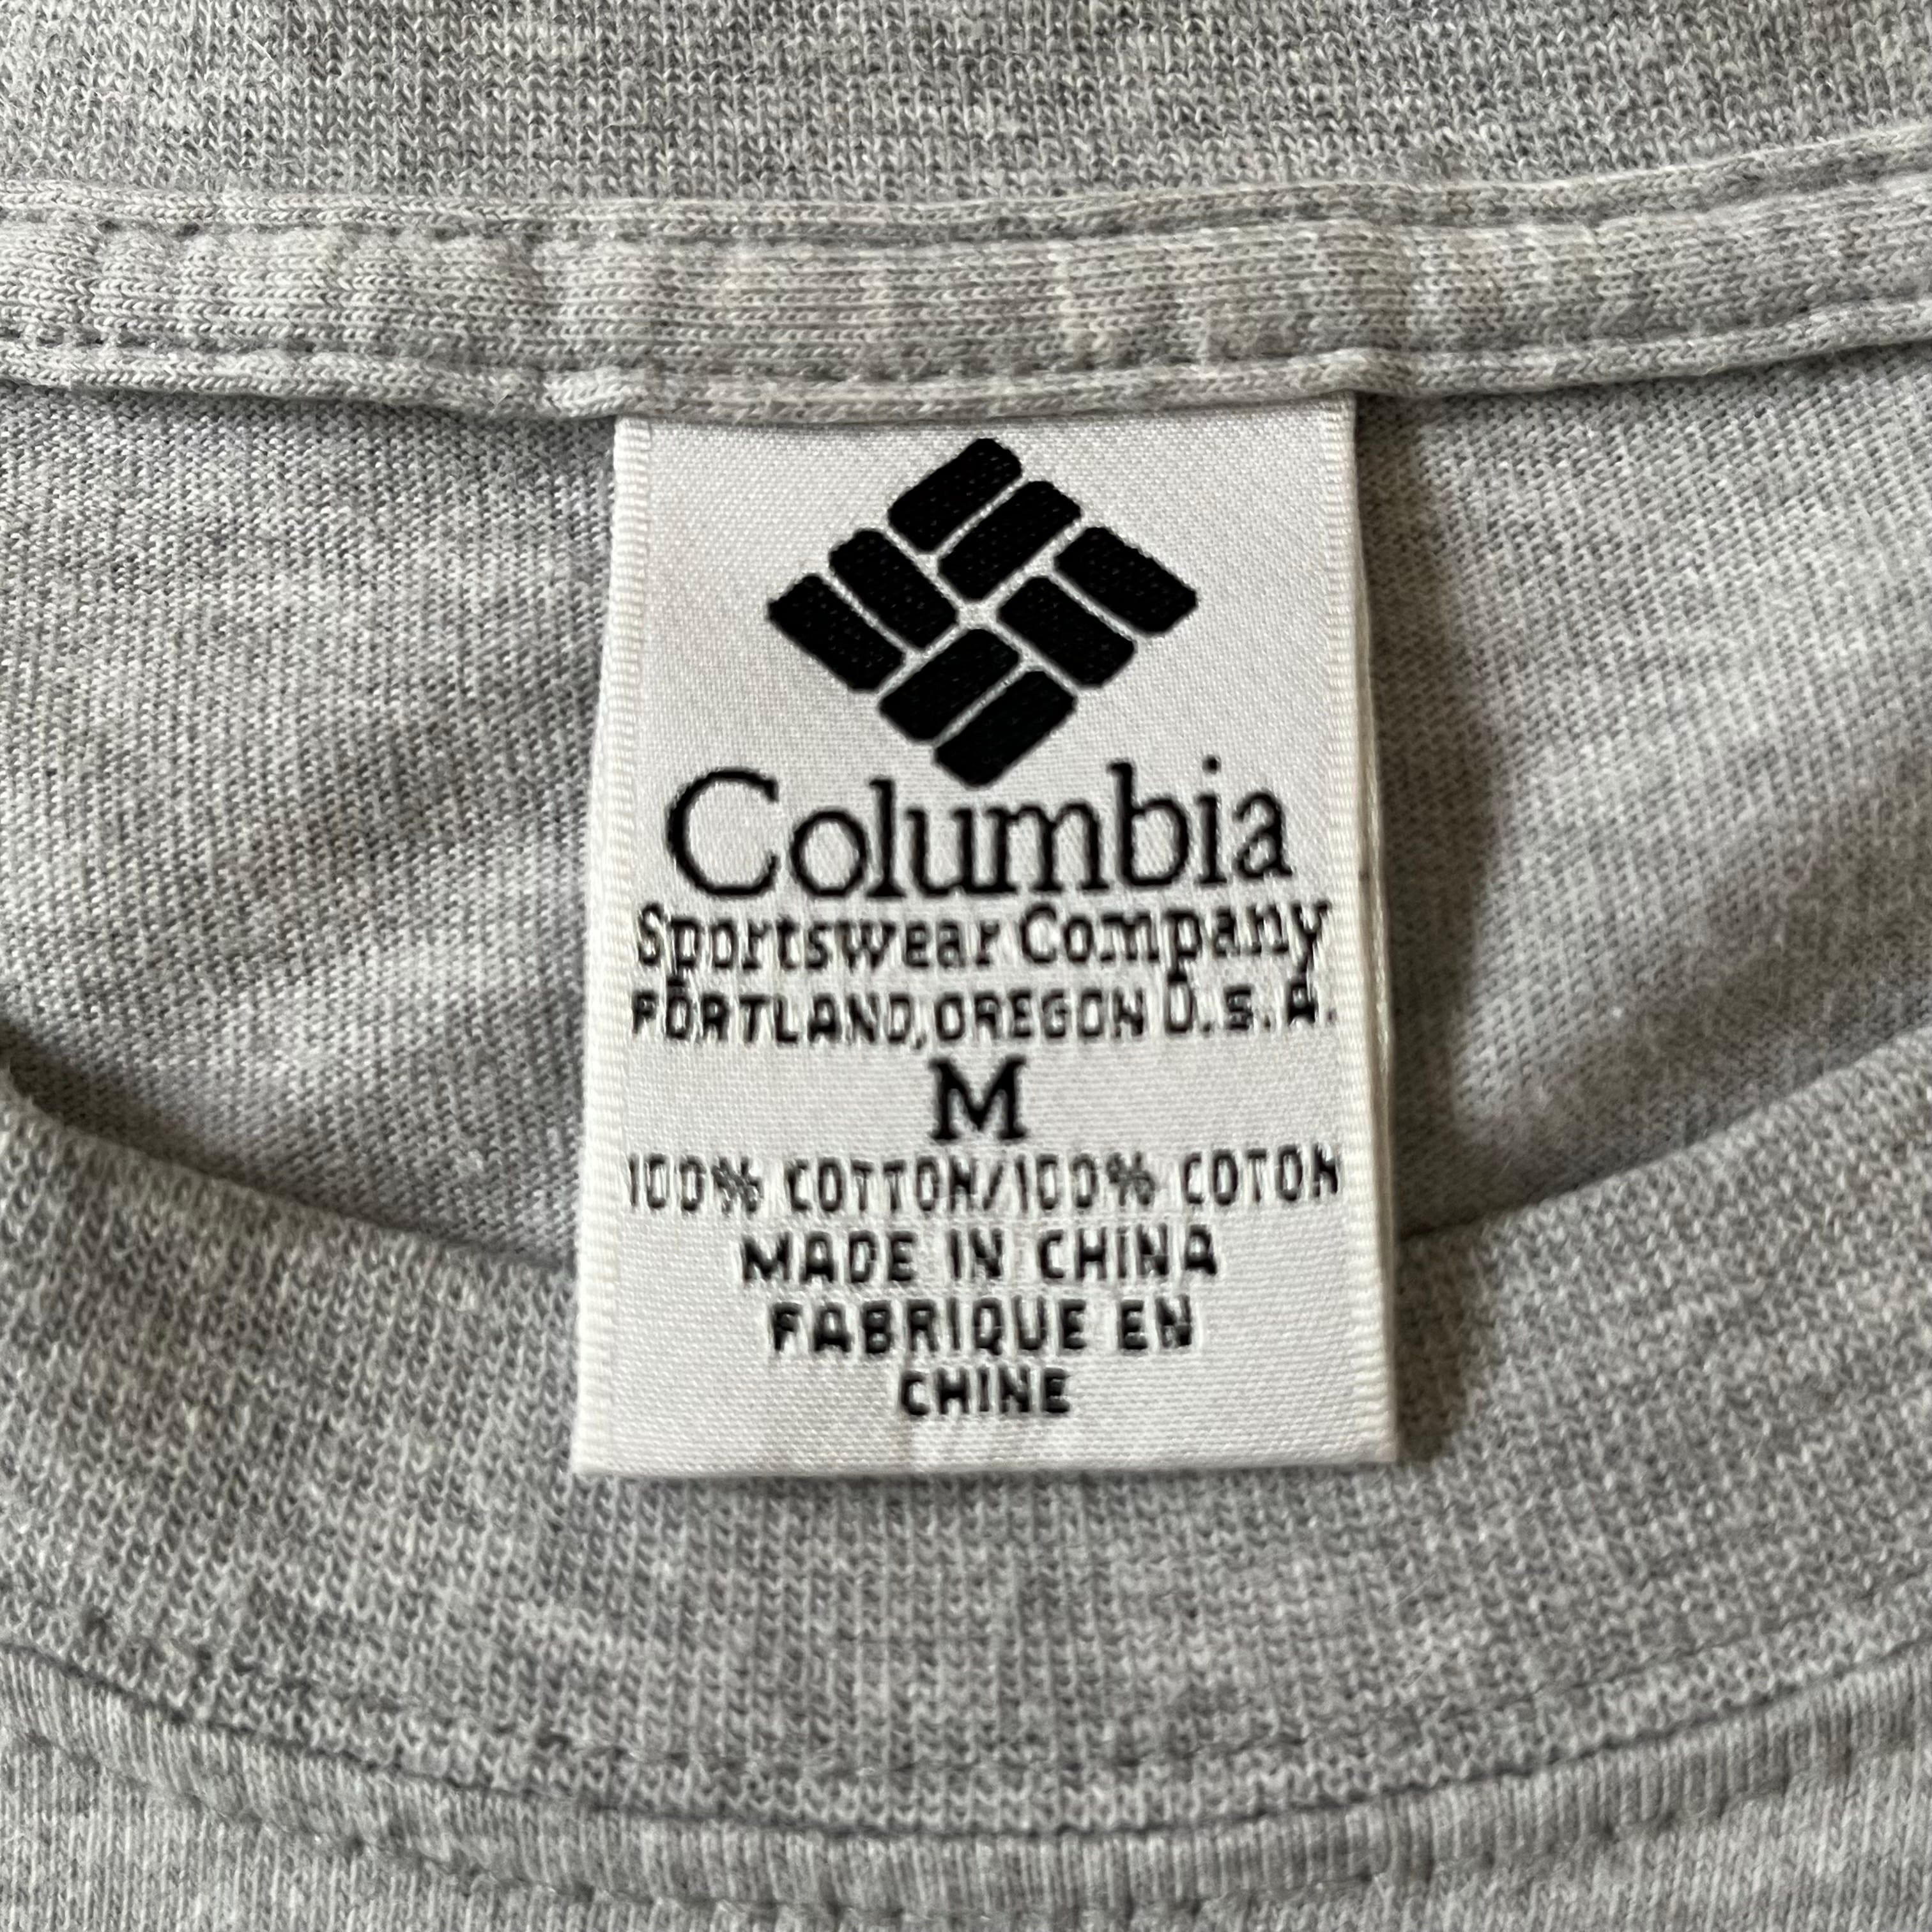 Columbia
Sportswear Company
PORTLAND, OREGON U.S.A.
M
100% COTTON/100% COTON
MADE IN CHINA
FABRIQUE EN
CHINE